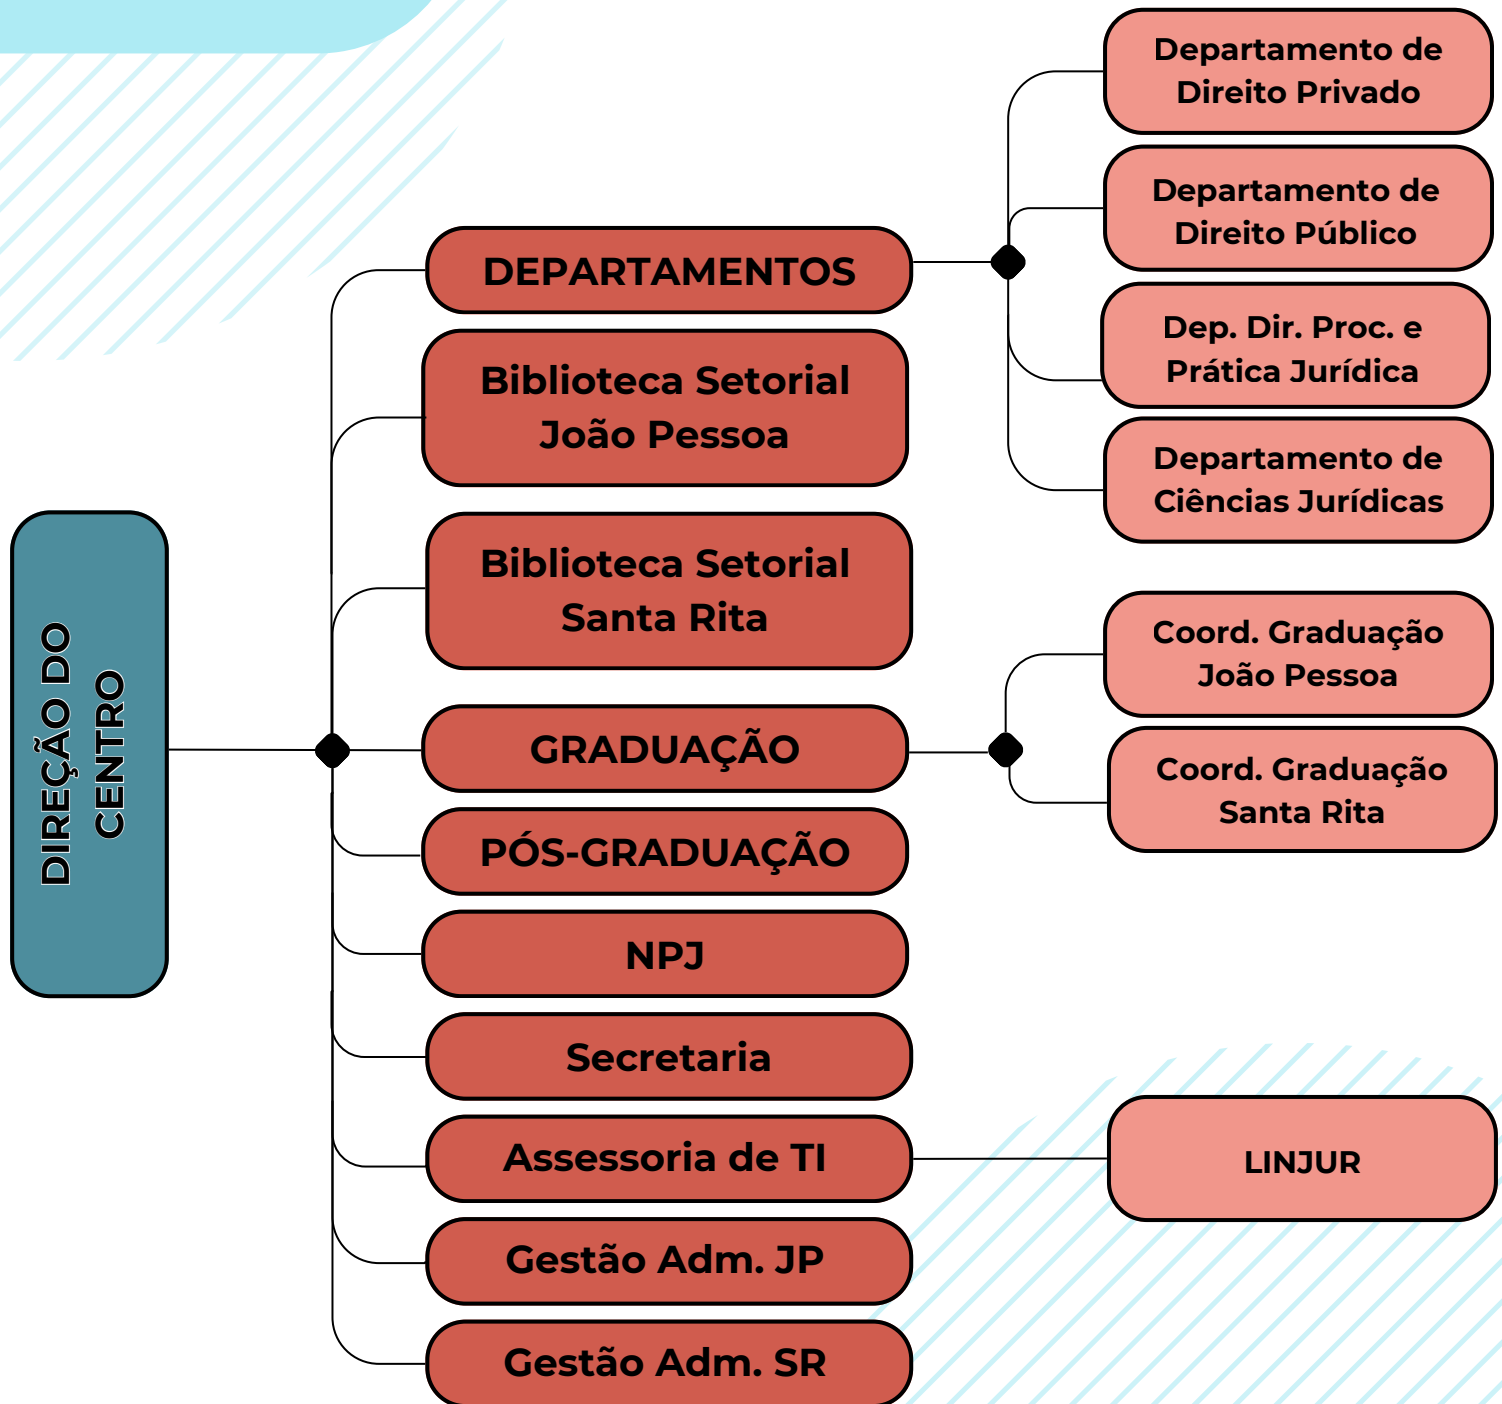 DIREÇÃO DO
CENTRO
DEPARTAMENTOS
Biblioteca Setorial
João Pessoa
Biblioteca Setorial
Santa Rita
GRADUAÇÃO
PÓS-GRADUAÇÃO
NPJ
Secretaria
Assessoria de TI
Gestão Adm. JP
Gestão Adm. SR
Departamento de
Direito Privado
Departamento de
Direito Público
Dep. Dir. Proc. e
Prática Jurídica
Departamento de
Ciências Jurídicas
Coord. Graduação
João Pessoa
Coord. Graduação
Santa Rita
LINJUR